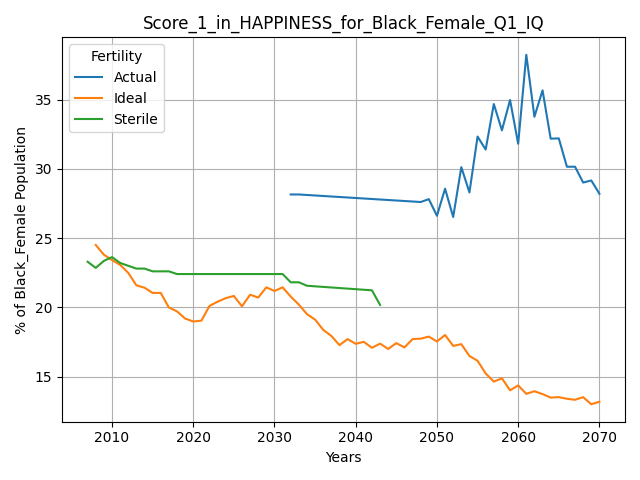 Score_1_in_HAPPINESS_for_Black_Female_Q1_IQ
Fertility
Actual
Ideal
Sterile
% of Black_Female Population
35
30
25
20
15
2010 2020 2030 2040 2050 2060 2070
Years